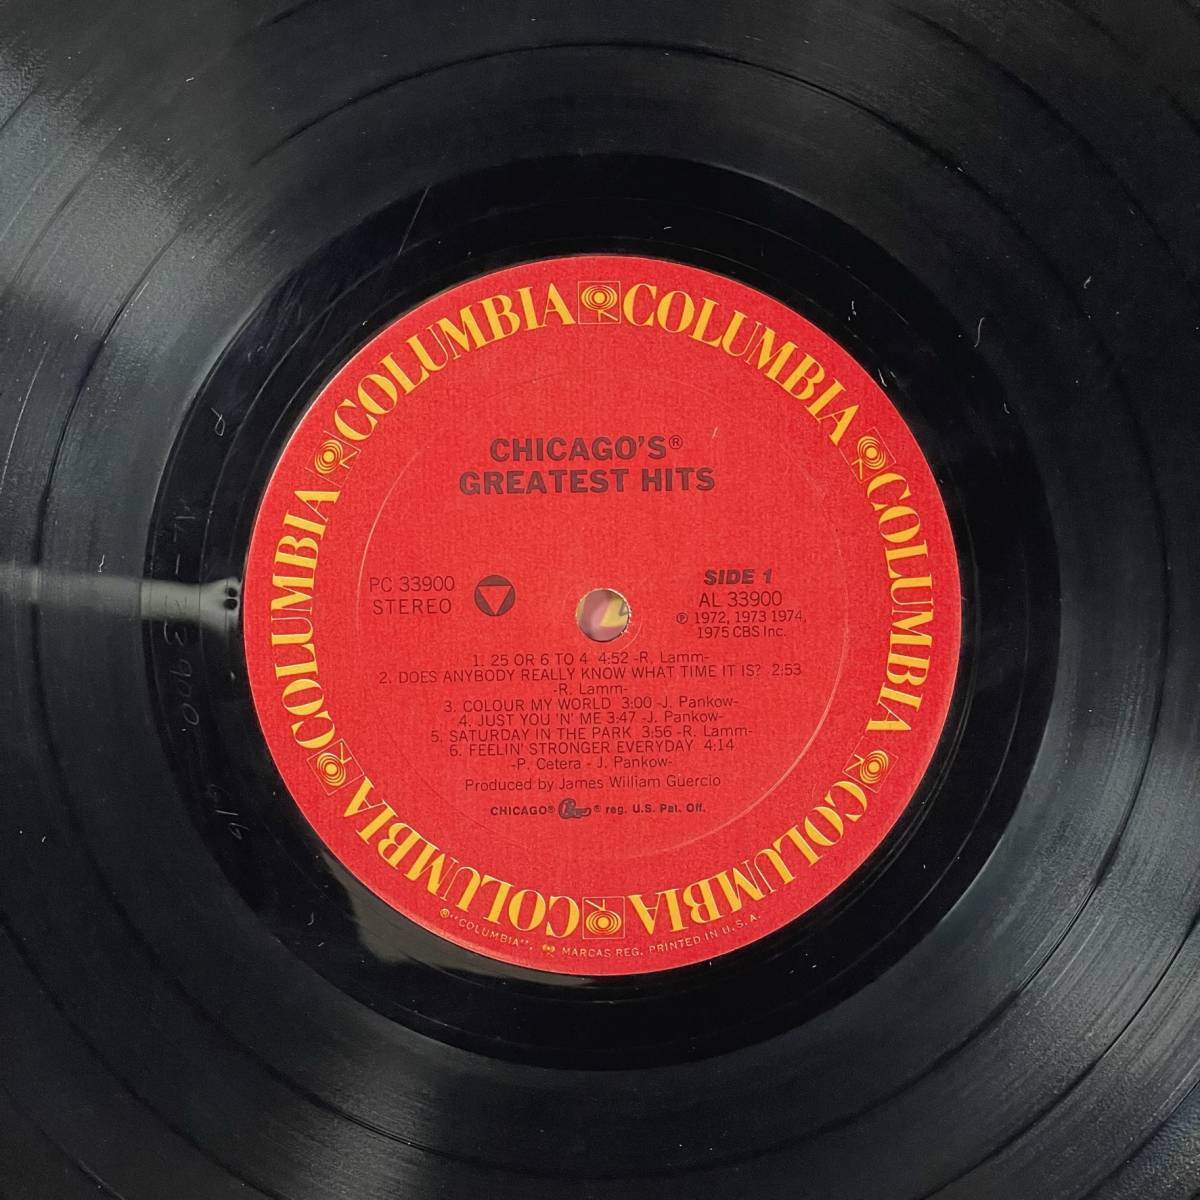 COLUMBIA COLUMBIA COLUMBIA COLUMBIA COLUMBIA COLUMBIA
CHICAGO'S®
GREATEST HITS
PC 33900
STEREO
SIDE 1
AL 33900
℗ 1972, 1973 1974,
1975 CBS Inc.
1. 25 OR 6 TO 4 4:52 -R. Lamm-
2. DOES ANYBODY REALLY KNOW WHAT TIME IT IS? 2:53
-R. Lamm-
3. COLOUR MY WORLD 3:00 -J. Pankow-
4. JUST YOU 'N' ME 3:47 -J. Pankow-
5. SATURDAY IN THE PARK 3:56 -R. Lamm-
6. FEELIN' STRONGER EVERYDAY 4:14
-P. Cetera - J. Pankow-
Produced by James William Guercio
CHICAGO® ® reg. U.S. Pat. Off.
®"COLUMBIA", MARCAS REG. PRINTED IN U.S.A.